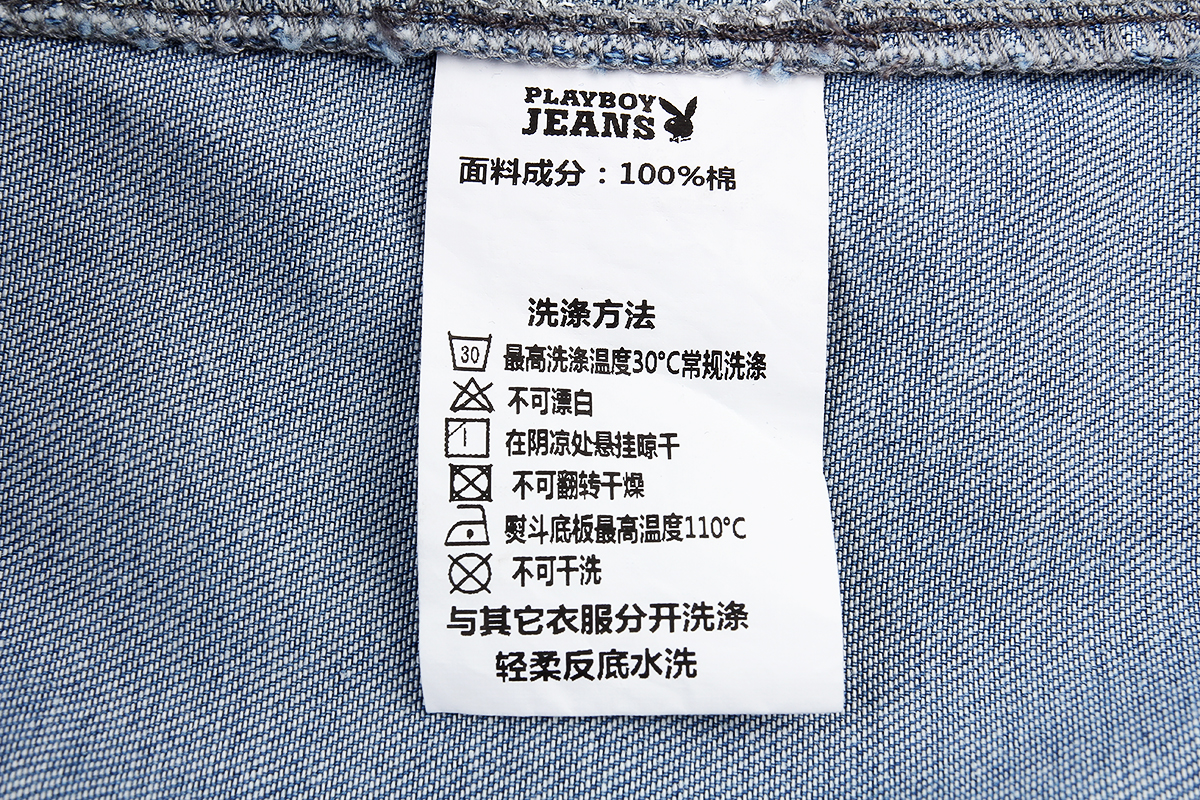 PLAYBOY
JEANS
面料成分：100%棉
洗涤方法
30 最高洗涤温度30°C常规洗涤
不可漂白
在阴凉处悬挂晾干
不可翻转干燥
熨斗底板最高温度110°C
不可干洗
与其它衣服分开洗涤
轻柔反底水洗